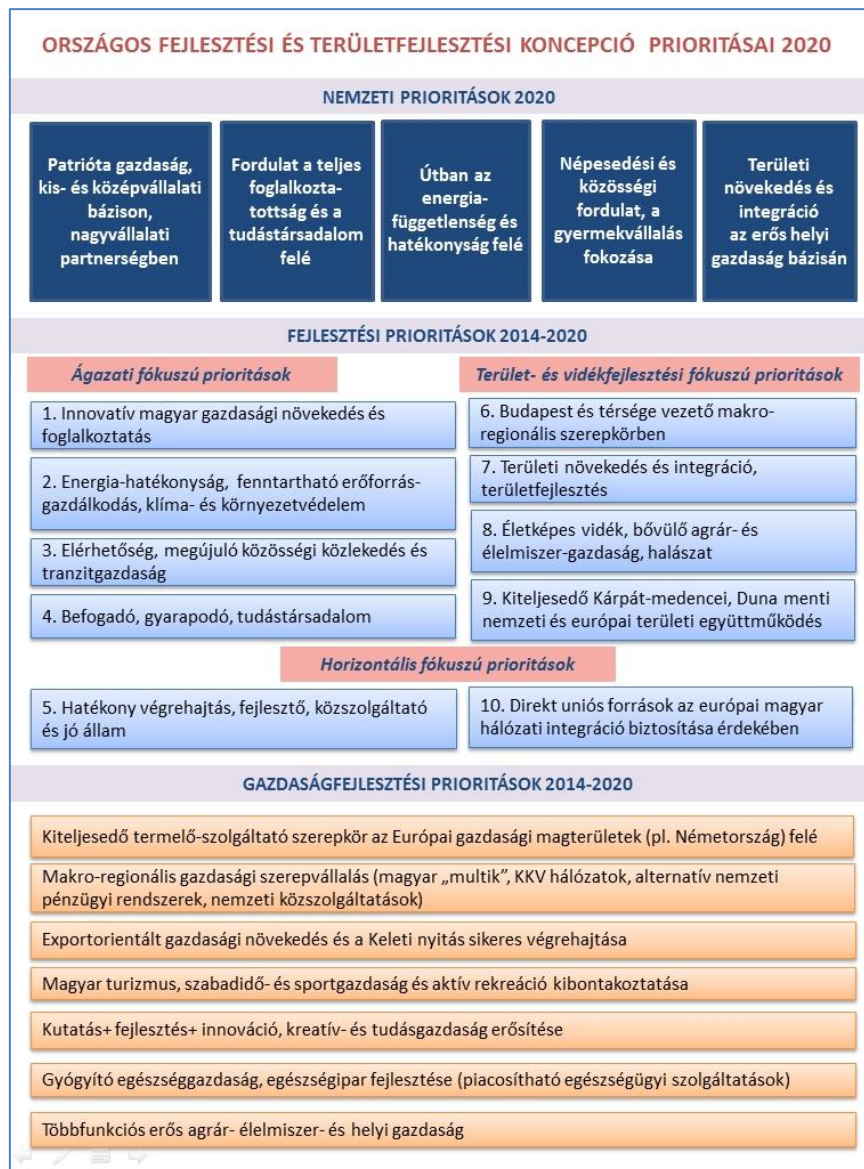 ORSZÁGOS FEJLESZTÉSI ÉS TERÜLETFEJLESZTÉSI KONCEPCIÓ PRIORITÁSAI 2020
NEMZETI PRIORITÁSOK 2020
Patrióta gazdaság,
kis- és középvállalati
bázison,
nagyvállalati
partnerségben
Fordulat a teljes
foglalkozta-
tottság és a
tudástársadalom
felé
Útban az
energia-
függetlenség és
hatékonyság felé
Népesedési és
közösségi
fordulat, a
gyermekvállalás
fokozása
Területi
növekedés és
integráció
az erős helyi
gazdaság bázisán
FEJLESZTÉSI PRIORITÁSOK 2014-2020
Ágazati fókuszú prioritások
1. Innovatív magyar gazdasági növekedés és
foglalkoztatás
2. Energia-hatékonyság, fenntartható erőforrás-
gazdálkodás, klíma- és környezetvédelem
3. Elérhetőség, megújuló közösségi közlekedés és
tranzitgazdaság
4. Befogadó, gyarapodó, tudástársadalom
Terület- és vidékfejlesztési fókuszú prioritások
6. Budapest és térsége vezető makro-
regionális szerepkörben
7. Területi növekedés és integráció,
területfejlesztés
8. Életképes vidék, bővülő agrár- és
élelmiszer-gazdaság, halászat
9. Kiteljesedő Kárpát-medencei, Duna menti
nemzeti és európai területi együttműködés
Horizontális fókuszú prioritások
5. Hatékony végrehajtás, fejlesztő, közszolgáltató
és jó állam
10. Direkt uniós források az európai magyar
hálózati integráció biztosítása érdekében
GAZDASÁGFEJLESZTÉSI PRIORITÁSOK 2014-2020
Kiteljesedő termelő-szolgáltató szerepkör az Európai gazdasági magterületek (pl. Németország) felé
Makro-regionális gazdasági szerepvállalás (magyar „multik”, KKV hálózatok, alternatív nemzeti
pénzügyi rendszerek, nemzeti közszolgáltatások)
Exportorientált gazdasági növekedés és a Keleti nyitás sikeres végrehajtása
Magyar turizmus, szabadidő- és sportgazdaság és aktív rekreáció kibontakoztatása
Kutatás+ fejlesztés+ innováció, kreatív- és tudásgazdaság erősítése
Gyógyító egészséggazdaság, egészségipar fejlesztése (piacosítható egészségügyi szolgáltatások)
Többfunkciós erős agrár- élelmiszer- és helyi gazdaság